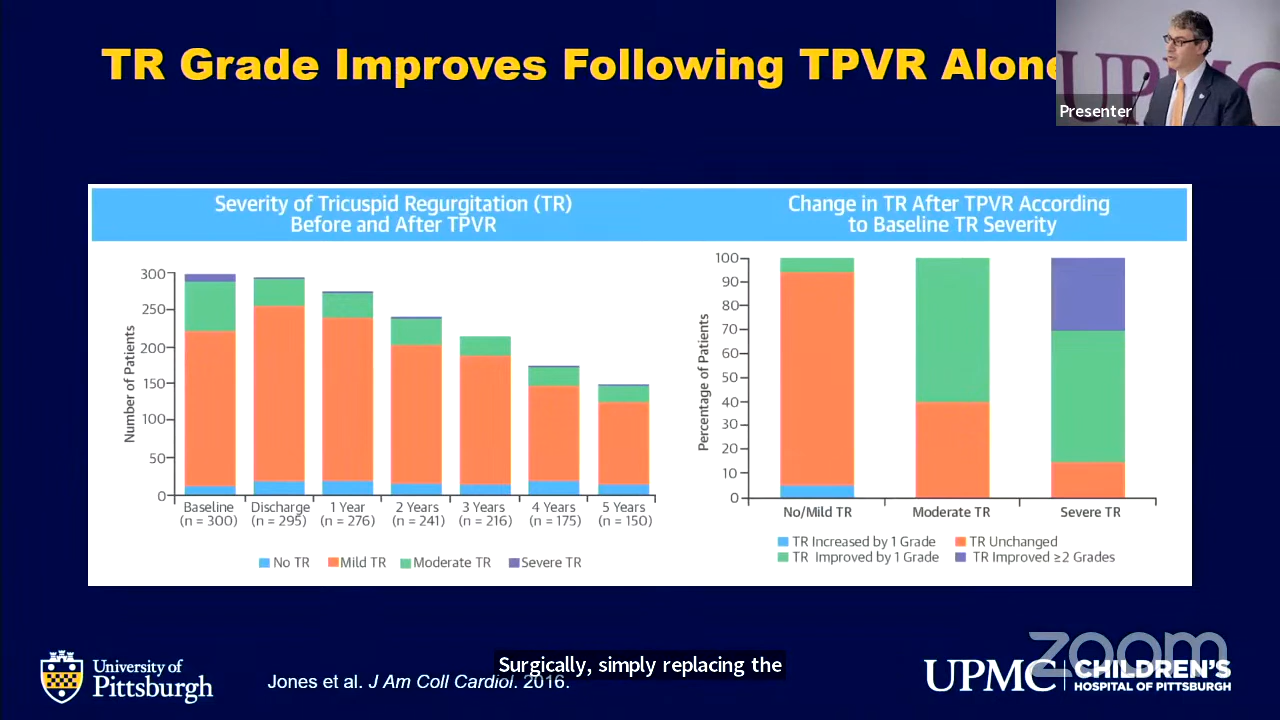 TR Grade Improves Following TPVR Alone
UPMC
Presenter
Severity of Tricuspid Regurgitation (TR)
Before and After TPVR
Change in TR After TPVR According
to Baseline TR Severity
Number of Patients
300
250
200
150
100
50
0
Baseline
(n = 300)
Discharge
(n = 295)
1 Year
(n = 276)
2 Years
(n = 241)
3 Years
(n = 216)
4 Years
(n = 175)
5 Years
(n = 150)
No TR Mild TR Moderate TR Severe TR
Percentage of Patients
100
90
80
70
60
50
40
30
20
10
0
No/Mild TR Moderate TR Severe TR
TR Increased by 1 Grade TR Unchanged
TR Improved by 1 Grade TR Improved ≥2 Grades
zoom
Surgically, simply replacing the
University of
Pittsburgh
Jones et al. J Am Coll Cardiol. 2016.
UPMC CHILDREN'S
HOSPITAL OF PITTSBURGH